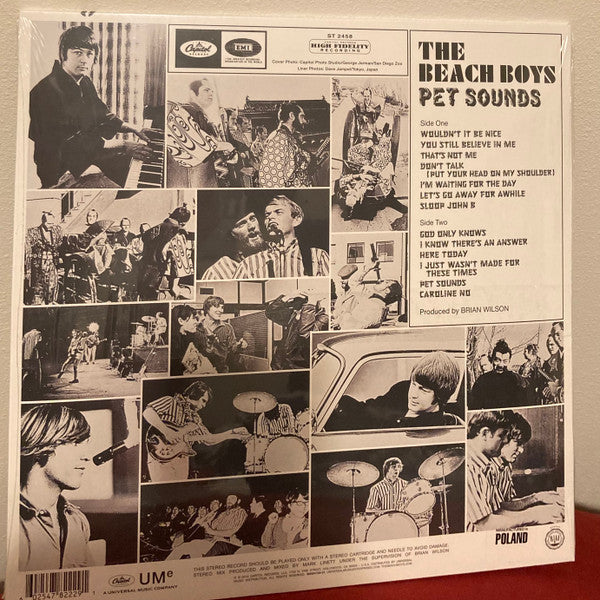 ST 2458
Capitol
RECORDS
EMI
HIGH FIDELITY
RECORDING
Cover Photo: Capitol Photo Studio/George Jerman/San Diego Zoo
Liner Photos: Dave Jampel/Tokyo, Japan
THE
BEACH BOYS
PET SOUNDS
Side One
WOULDN'T IT BE NICE
YOU STILL BELIEVE IN ME
THAT'S NOT ME
DON'T TALK
(PUT YOUR HEAD ON MY SHOULDER)
I'M WAITING FOR THE DAY
LET'S GO AWAY FOR AWHILE
SLOOP JOHN B
Side Two
GOD ONLY KNOWS
I KNOW THERE'S AN ANSWER
HERE TODAY
I JUST WASN'T MADE FOR
THESE TIMES
PET SOUNDS
CAROLINE NO
Produced by BRIAN WILSON
THIS STEREO RECORD SHOULD BE PLAYED ONLY WITH A STEREO CARTRIDGE AND NEEDLE TO AVOID DAMAGE.
STEREO MIX PRODUCED AND MIXED BY MARK LINETT UNDER THE SUPERVISION OF BRIAN WILSON
POLAND
Capitol
UMe
A UNIVERSAL MUSIC COMPANY
02547 82229 1